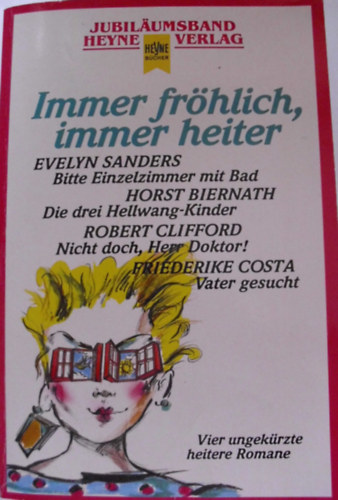 JUBILÄUMSBAND
HEYNE VERLAG
HEYNE
BÜCHER
Immer fröhlich,
immer heiter
EVELYN SANDERS
Bitte Einzelzimmer mit Bad
HORST BIERNATH
Die drei Hellwang-Kinder
ROBERT CLIFFORD
Nicht doch, Herr Doktor!
FRIEDERIKE COSTA
Vater gesucht
Vier ungekürzte
heitere Romane